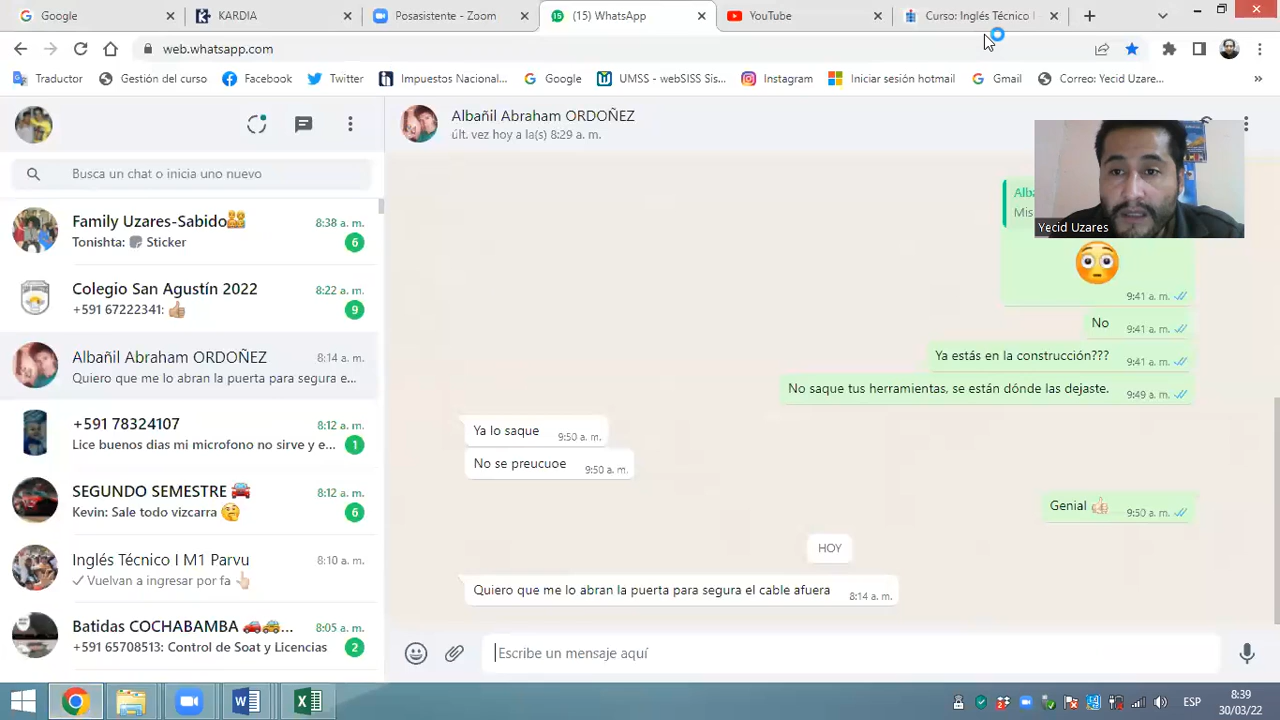 Google
KARDIA
Posasistente - Zoom
(15) WhatsApp
YouTube
Curso: Inglés Técnico I
web.whatsapp.com
Traductor
Gestión del curso
Facebook
Twitter
Impuestos Nacional...
Google
UMSS - webSISS Sis...
Instagram
Iniciar sesión hotmail
Gmail
Correo: Yecid Uzare...
»
Busca un chat o inicia uno nuevo
Family Uzares-Sabido👨‍👩‍👧‍👦 8:38 a. m.
Tonishta: Sticker 6
Colegio San Agustín 2022 8:22 a. m.
+591 67222341: 👍🏼 9
Albañil Abraham ORDOÑEZ 8:14 a. m.
Quiero que me lo abran la puerta para segura e...
+591 78324107 8:12 a. m.
Lice buenos dias mi microfono no sirve y e... 1
SEGUNDO SEMESTRE 🚘 8:12 a. m.
Kevin: Sale todo vizcarra 🤔 6
Inglés Técnico I M1 Parvu 8:10 a. m.
✓ Vuelvan a ingresar por fa 👆🏻
Batidas COCHABAMBA 🚗🚕... 8:05 a. m.
+591 65708513: Control de Soat y Licencias 2
Albañil Abraham ORDOÑEZ
últ. vez hoy a la(s) 8:29 a. m.
Alb
Mis
Yecid Uzares
😳
9:41 a. m.
No 9:41 a. m.
Ya estás en la construcción??? 9:41 a. m.
No saque tus herramientas, se están dónde las dejaste. 9:49 a. m.
Ya lo saque 9:50 a. m.
No se preucuoe 9:50 a. m.
Genial 👍🏻 9:50 a. m.
HOY
Quiero que me lo abran la puerta para segura el cable afuera 8:14 a. m.
Escribe un mensaje aquí
ESP
8:39
30/03/22